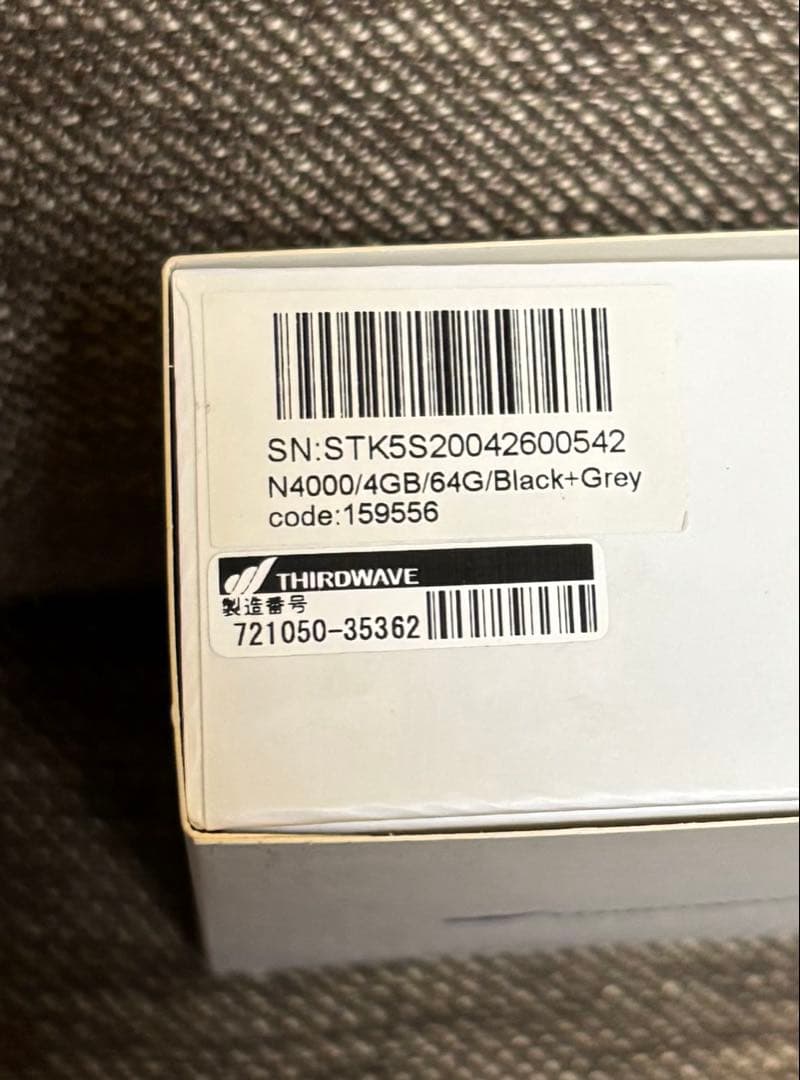 SN:STK5S20042600542
N4000/4GB/64G/Black+Grey
code:159556
THIRDWAVE
製造番号
721050-35362